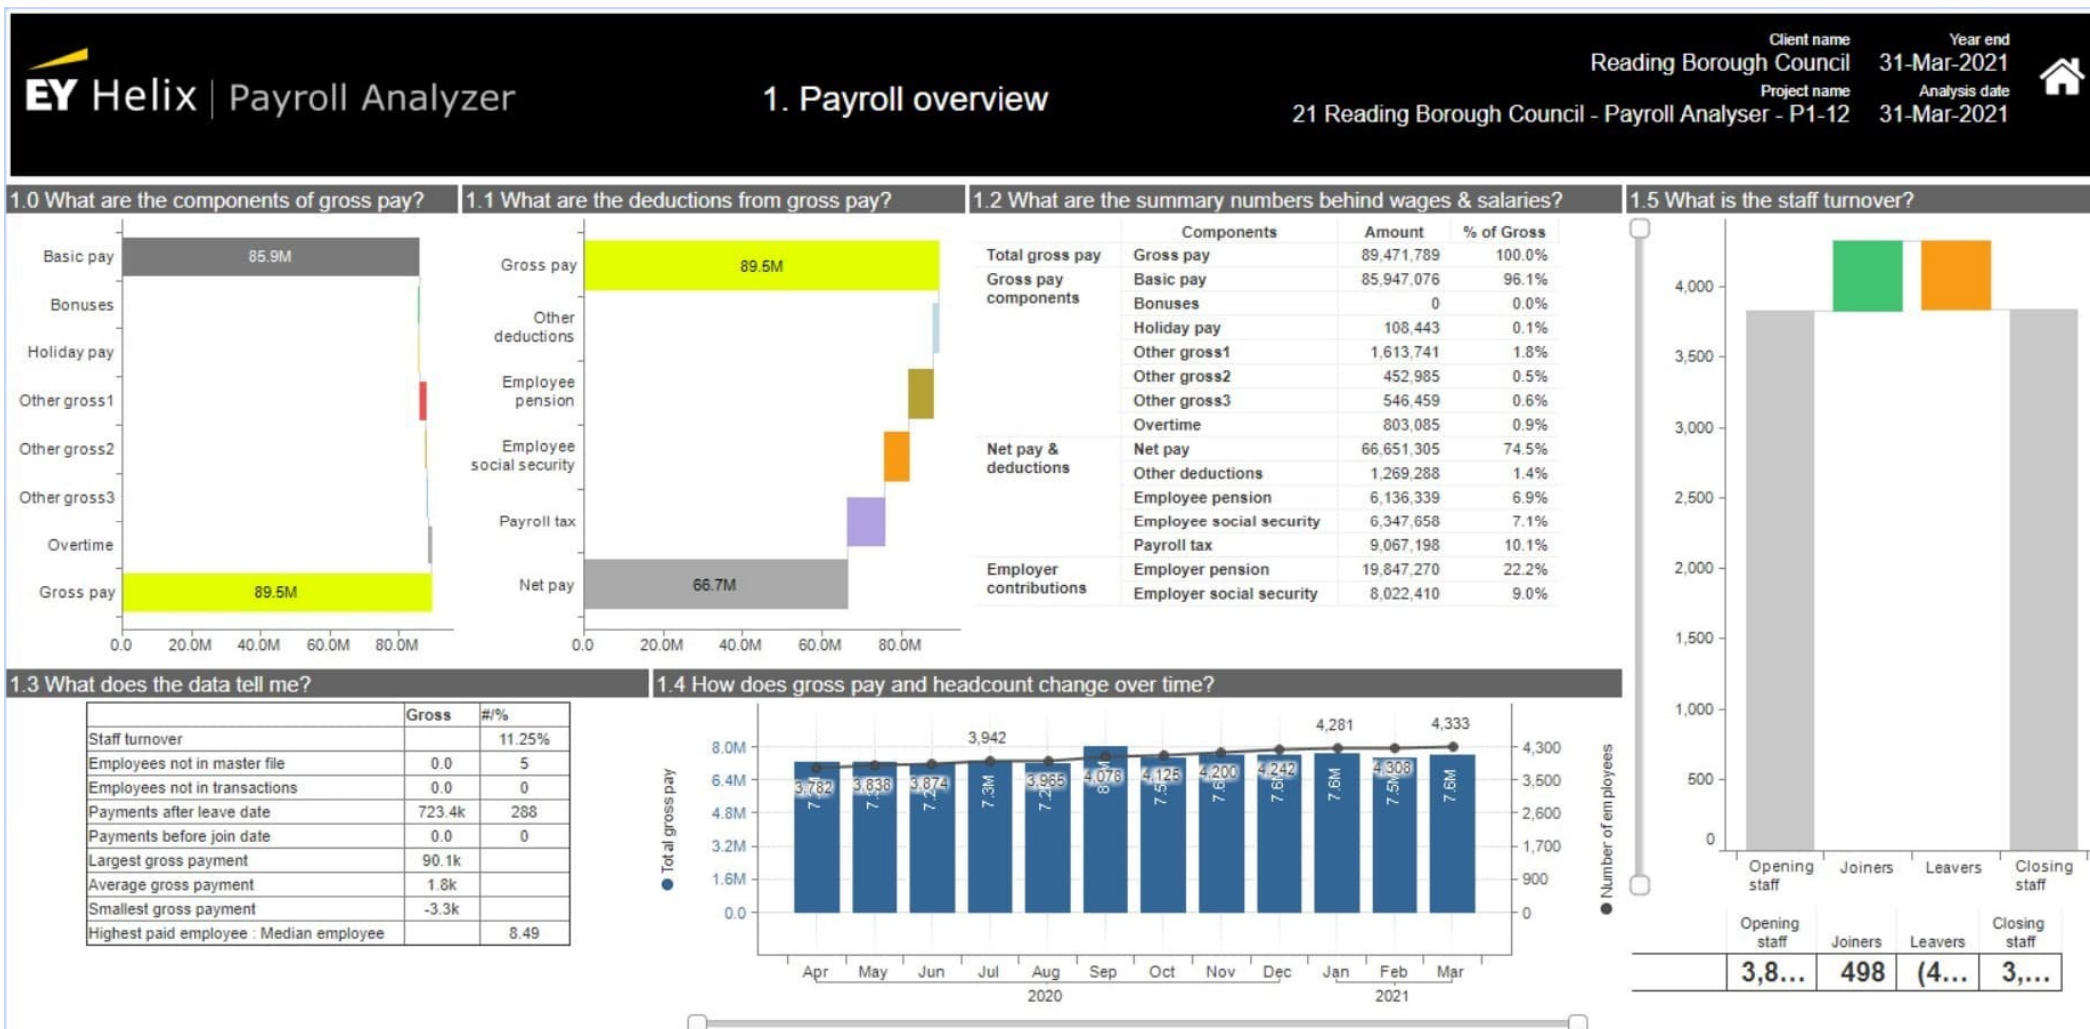 EY Helix | Payroll Analyzer
1. Payroll overview
Client name Year end
Reading Borough Council 31-Mar-2021
Project name Analysis date
21 Reading Borough Council - Payroll Analyser - P1-12 31-Mar-2021
1.0 What are the components of gross pay?
Basic pay 85.9M
Bonuses
Holiday pay
Other gross1
Other gross2
Other gross3
Overtime
Gross pay 89.5M
0.0 20.0M 40.0M 60.0M 80.0M
1.1 What are the deductions from gross pay?
Gross pay 89.5M
Other
deductions
Employee
pension
Employee
social security
Payroll tax
Net pay 66.7M
0.0 20.0M 40.0M 60.0M 80.0M
1.2 What are the summary numbers behind wages & salaries?
Components Amount % of Gross
Total gross pay Gross pay 89,471,789 100.0%
Gross pay Basic pay 85,947,076 96.1%
components Bonuses 0 0.0%
Holiday pay 108,443 0.1%
Other gross1 1,613,741 1.8%
Other gross2 452,985 0.5%
Other gross3 546,459 0.6%
Overtime 803,085 0.9%
Net pay & Net pay 66,651,305 74.5%
deductions Other deductions 1,269,288 1.4%
Employee pension 6,136,339 6.9%
Employee social security 6,347,658 7.1%
Payroll tax 9,067,198 10.1%
Employer Employer pension 19,847,270 22.2%
contributions Employer social security 8,022,410 9.0%
1.3 What does the data tell me?
Gross #/%
Staff turnover 11.25%
Employees not in master file 0.0 5
Employees not in transactions 0.0 0
Payments after leave date 723.4k 288
Payments before join date 0.0 0
Largest gross payment 90.1k
Average gross payment 1.8k
Smallest gross payment -3.3k
Highest paid employee : Median employee 8.49
1.4 How does gross pay and headcount change over time?
Total gross pay
8.0M
6.4M
4.8M
3.2M
1.6M
0.0
3,782 3,838 3,874 3,942 3,965 4,078 4,125 4,200 4,242 4,281 4,308 4,333
7.3M 7.6M 7.6M
4,300
3,500
2,600
1,700
900
0
Number of employees
Apr May Jun Jul Aug Sep Oct Nov Dec Jan Feb Mar
2020 2021
1.5 What is the staff turnover?
4,000
3,500
3,000
2,500
2,000
1,500
1,000
500
0
Opening
staff
Joiners
Leavers
Closing
staff
Opening
staff
Joiners
Leavers
Closing
staff
3,8... 498 (4... 3,...